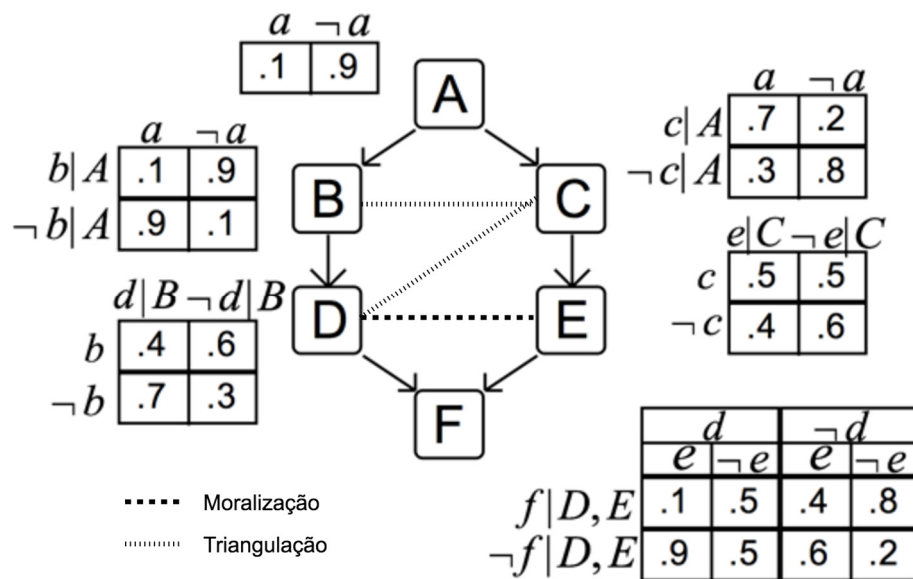 a ¬a
.1 .9
A
a ¬a
c|A .7 .2
¬c|A .3 .8
a ¬a
b|A .1 .9
¬b|A .9 .1
B
C
e|C ¬e|C
c .5 .5
¬c .4 .6
d|B ¬d|B
b .4 .6
¬b .7 .3
D
E
F
d ¬d
e ¬e e ¬e
f|D,E .1 .5 .4 .8
¬f|D,E .9 .5 .6 .2
Moralização
Triangulação